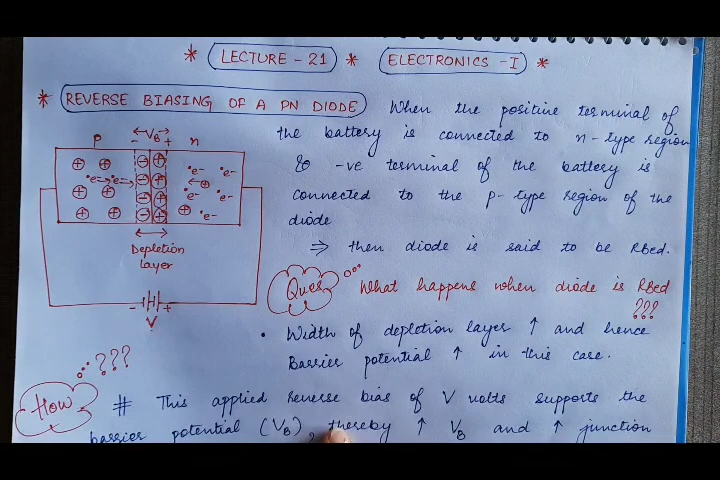 * LECTURE - 21 * ELECTRONICS - I *
* REVERSE BIASING OF A PN DIODE When the positive terminal of
the battery is connected to n-type region
& -ve terminal of the battery is
connected to the p-type region of the
diode
⇒ then diode is said to be RBed.
← VB →
p - + n
e- e-
e- e-
e- e-
e-
Depletion
Layer
- +
V
Ques What happens when diode is RBed
???
• Width of depletion layer ↑ and hence
Barrier potential ↑ in this case.
???
How # This applied reverse bias of V volts supports the
barrier potential (VB), thereby ↑ VB and ↑ junction